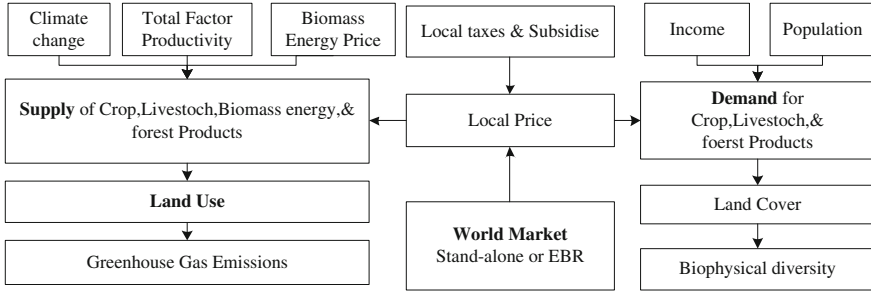 Climate
change
Total Factor
Productivity
Biomass
Energy Price
Local taxes & Subsidise
Income
Population
Supply of Crop,Livestoch,Biomass energy,&
forest Products
Local Price
Demand for
Crop,Livestoch,&
foerst Products
Land Use
World Market
Stand-alone or EBR
Land Cover
Greenhouse Gas Emissions
Biophysical diversity